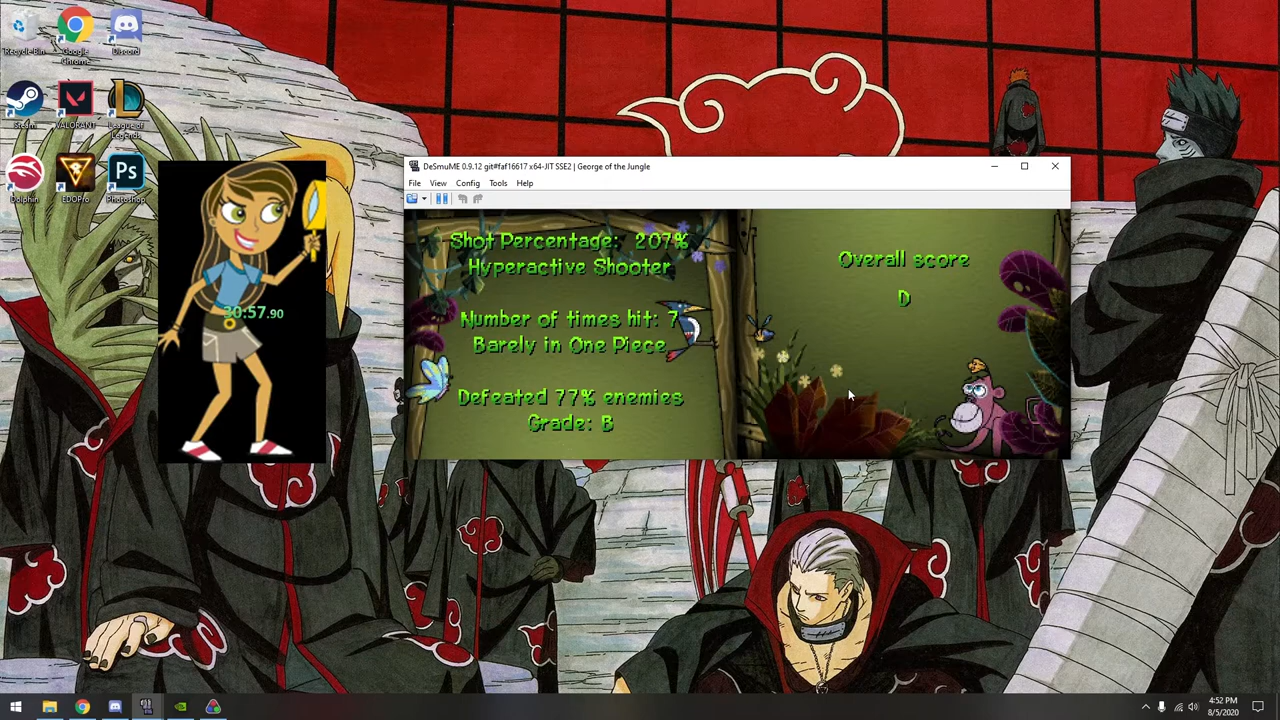 Recycle Bin
Google Chrome
Discord
Steam
VALORANT
League of Legends
Dolphin
EDOPro
Ps
Photoshop
30:57.90
DeSmuME 0.9.12 git#faf16617 x64-JIT SSE2 | George of the Jungle
File View Config Tools Help
Shot Percentage: 207%
Hyperactive Shooter
Number of times hit: 7
Barely in One Piece
Defeated 77% enemies
Grade: B
Overall score
D
4:52 PM
8/5/2020